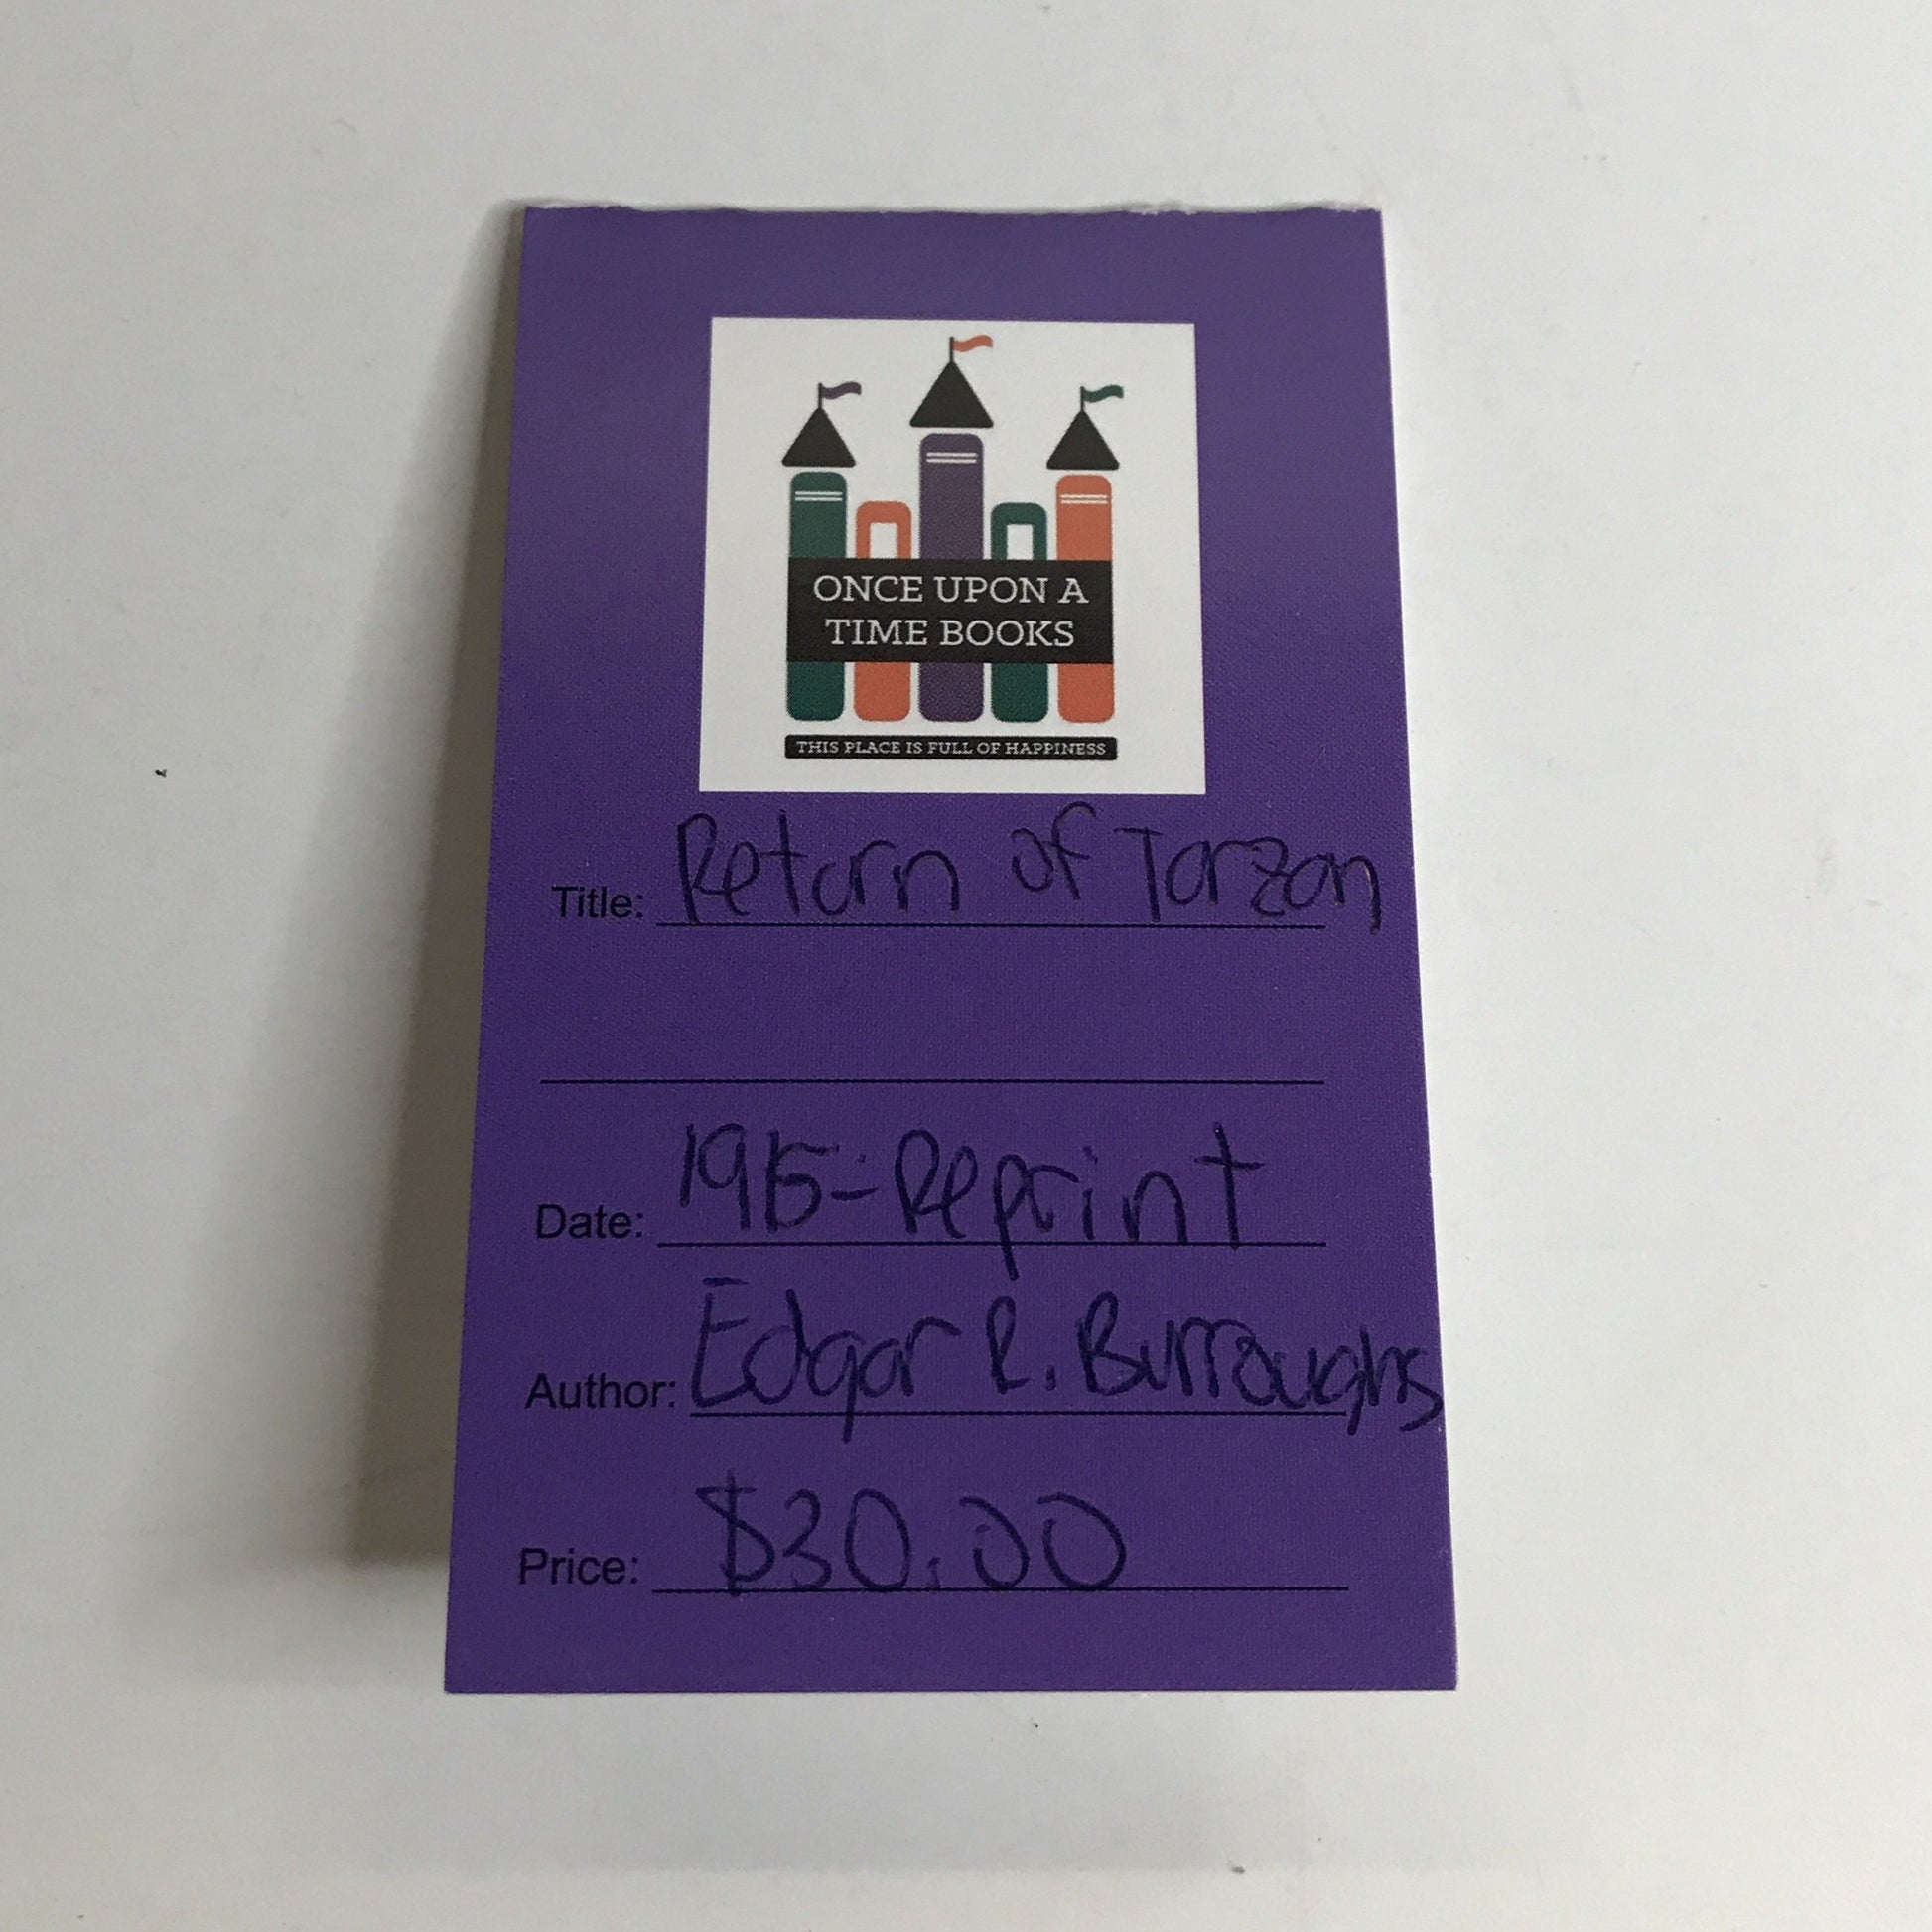 ONCE UPON A
TIME BOOKS
THIS PLACE IS FULL OF HAPPINESS
Title: Return of Tarzan
Date: 1915-Reprint
Author: Edgar R. Burroughs
Price: $30.00